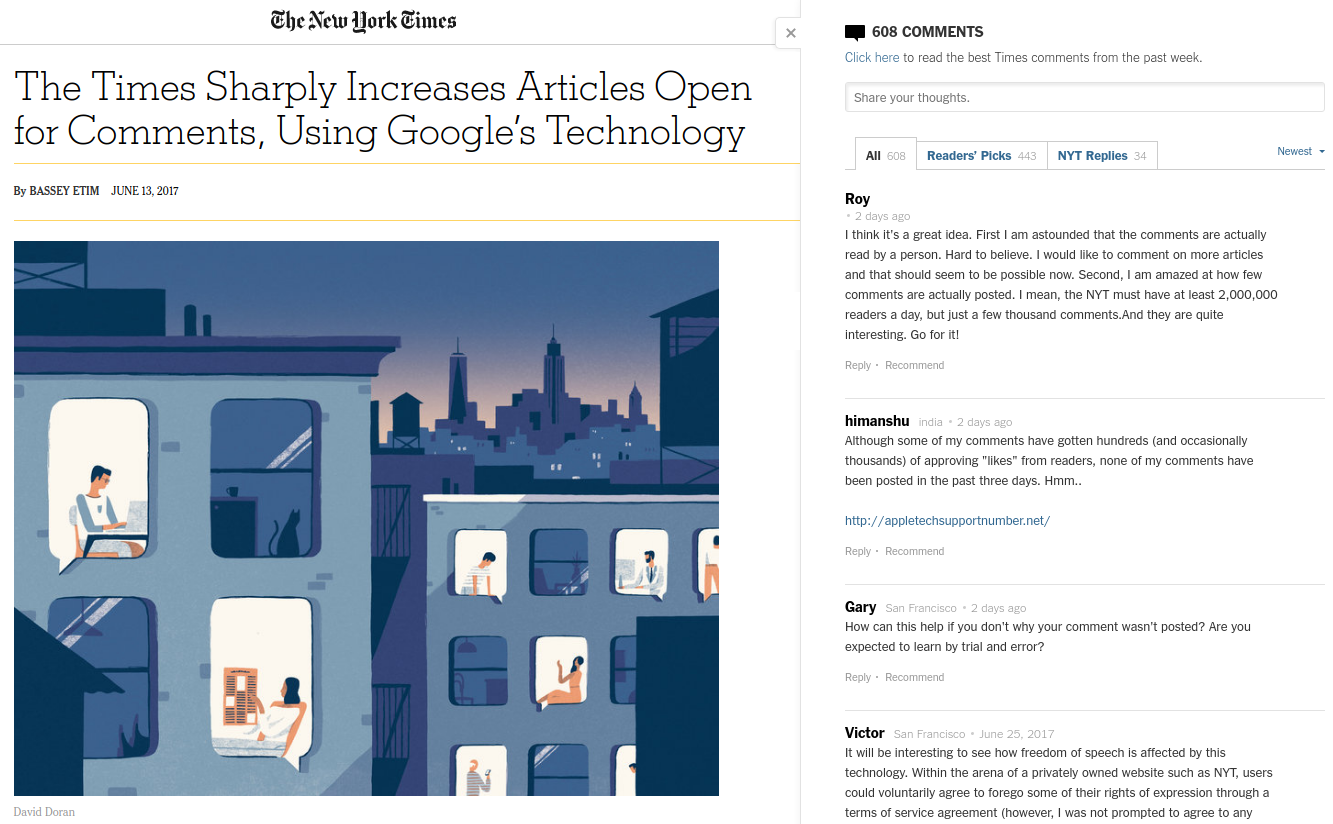 The New York Times
The Times Sharply Increases Articles Open
for Comments, Using Google's Technology
By BASSEY ETIM JUNE 13, 2017
David Doran
×
608 COMMENTS
Click here to read the best Times comments from the past week.
Share your thoughts.
All 608 Readers' Picks 443 NYT Replies 34 Newest
Roy
• 2 days ago
I think it's a great idea. First I am astounded that the comments are actually
read by a person. Hard to believe. I would like to comment on more articles
and that should seem to be possible now. Second, I am amazed at how few
comments are actually posted. I mean, the NYT must have at least 2,000,000
readers a day, but just a few thousand comments.And they are quite
interesting. Go for it!
Reply • Recommend
himanshu india • 2 days ago
Although some of my comments have gotten hundreds (and occasionally
thousands) of approving "likes" from readers, none of my comments have
been posted in the past three days. Hmm..
http://appletechsupportnumber.net/
Reply • Recommend
Gary San Francisco • 2 days ago
How can this help if you don't why your comment wasn't posted? Are you
expected to learn by trial and error?
Reply • Recommend
Victor San Francisco • June 25, 2017
It will be interesting to see how freedom of speech is affected by this
technology. Within the arena of a privately owned website such as NYT, users
could voluntarily agree to forego some of their rights of expression through a
terms of service agreement (however, I was not prompted to agree to any